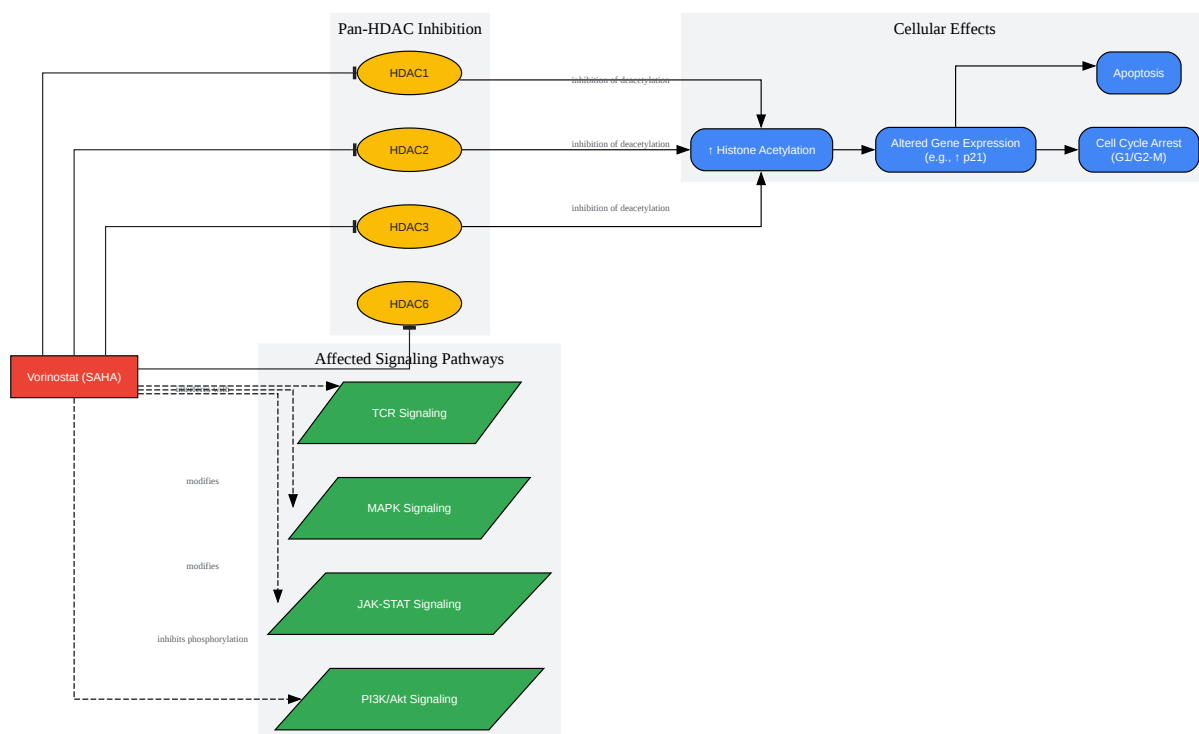 Pan-HDAC Inhibition
Cellular Effects
HDAC1
inhibition of deacetylation
Apoptosis
HDAC2
inhibition of deacetylation
↑ Histone Acetylation
Altered Gene Expression
(e.g., ↑ p21)
Cell Cycle Arrest
(G1/G2-M)
HDAC3
inhibition of deacetylation
HDAC6
Affected Signaling Pathways
Vorinostat (SAHA)
TCR Signaling
modifies
MAPK Signaling
modifies
JAK-STAT Signaling
inhibits phosphorylation
PI3K/Akt Signaling